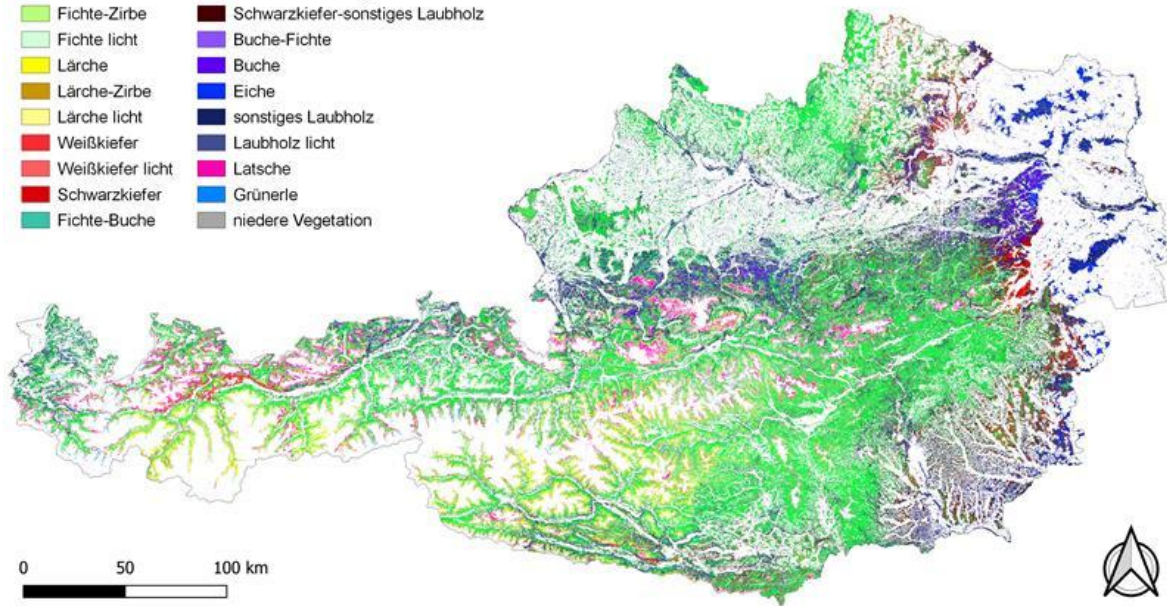 Fichte-Zirbe
Fichte licht
Lärche
Lärche-Zirbe
Lärche licht
Weißkiefer
Weißkiefer licht
Schwarzkiefer
Fichte-Buche
Schwarzkiefer-sonstiges Laubholz
Buche-Fichte
Buche
Eiche
sonstiges Laubholz
Laubholz licht
Latsche
Grünerle
niedere Vegetation
0 50 100 km